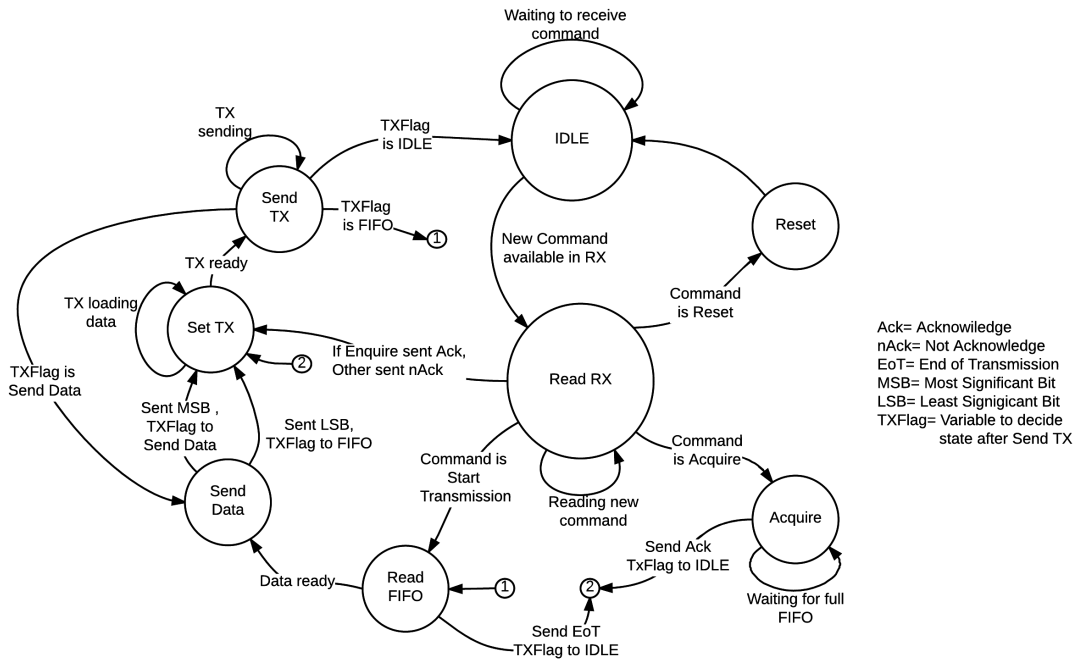 Waiting to receive
command
IDLE
TX
sending
TXFlag
is IDLE
Send
TX
TXFlag
is FIFO
1
Reset
New Command
available in RX
TX ready
TX loading
data
Set TX
Command
is Reset
2
If Enquire sent Ack,
Other sent nAck
Read RX
Ack= Acknowiledge
nAck= Not Acknowledge
EoT= End of Transmission
MSB= Most Significant Bit
LSB= Least Signigicant Bit
TXFlag= Variable to decide
state after Send TX
TXFlag is
Send Data
Sent MSB ,
TXFlag to
Send Data
Sent LSB,
TXFlag to FIFO
Command is
Start
Transmission
Command
is Acquire
Reading new
command
Send
Data
Acquire
Send Ack
TxFlag to IDLE
Data ready
Read
FIFO
1
2
Waiting for full
FIFO
Send EoT
TXFlag to IDLE